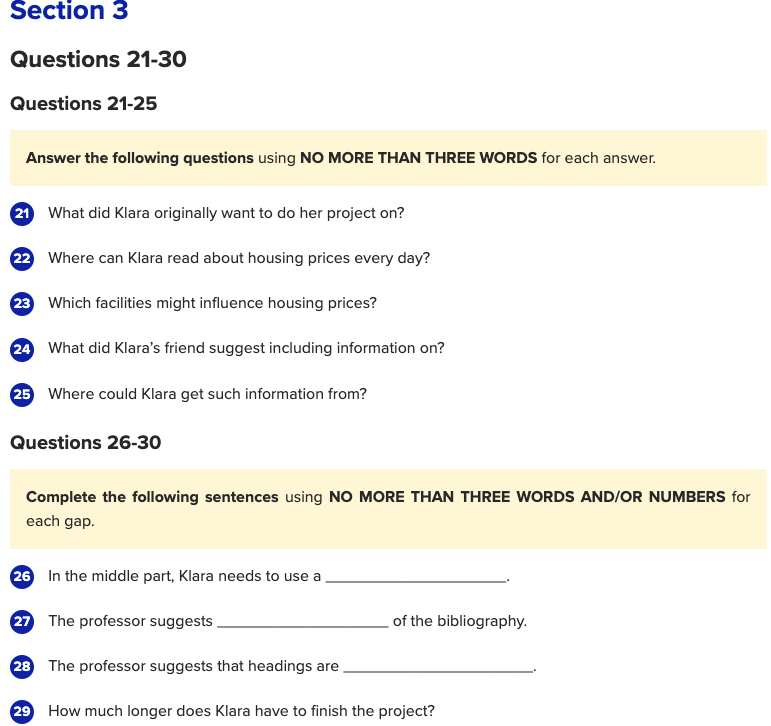 Section 3
Questions 21-30
Questions 21-25
Answer the following questions using NO MORE THAN THREE WORDS for each answer.
21 What did Klara originally want to do her project on?
22 Where can Klara read about housing prices every day?
23 Which facilities might influence housing prices?
24 What did Klara’s friend suggest including information on?
25 Where could Klara get such information from?
Questions 26-30
Complete the following sentences using NO MORE THAN THREE WORDS AND/OR NUMBERS for
each gap.
26 In the middle part, Klara needs to use a ______________________.
27 The professor suggests _____________________ of the bibliography.
28 The professor suggests that headings are _______________________.
29 How much longer does Klara have to finish the project?